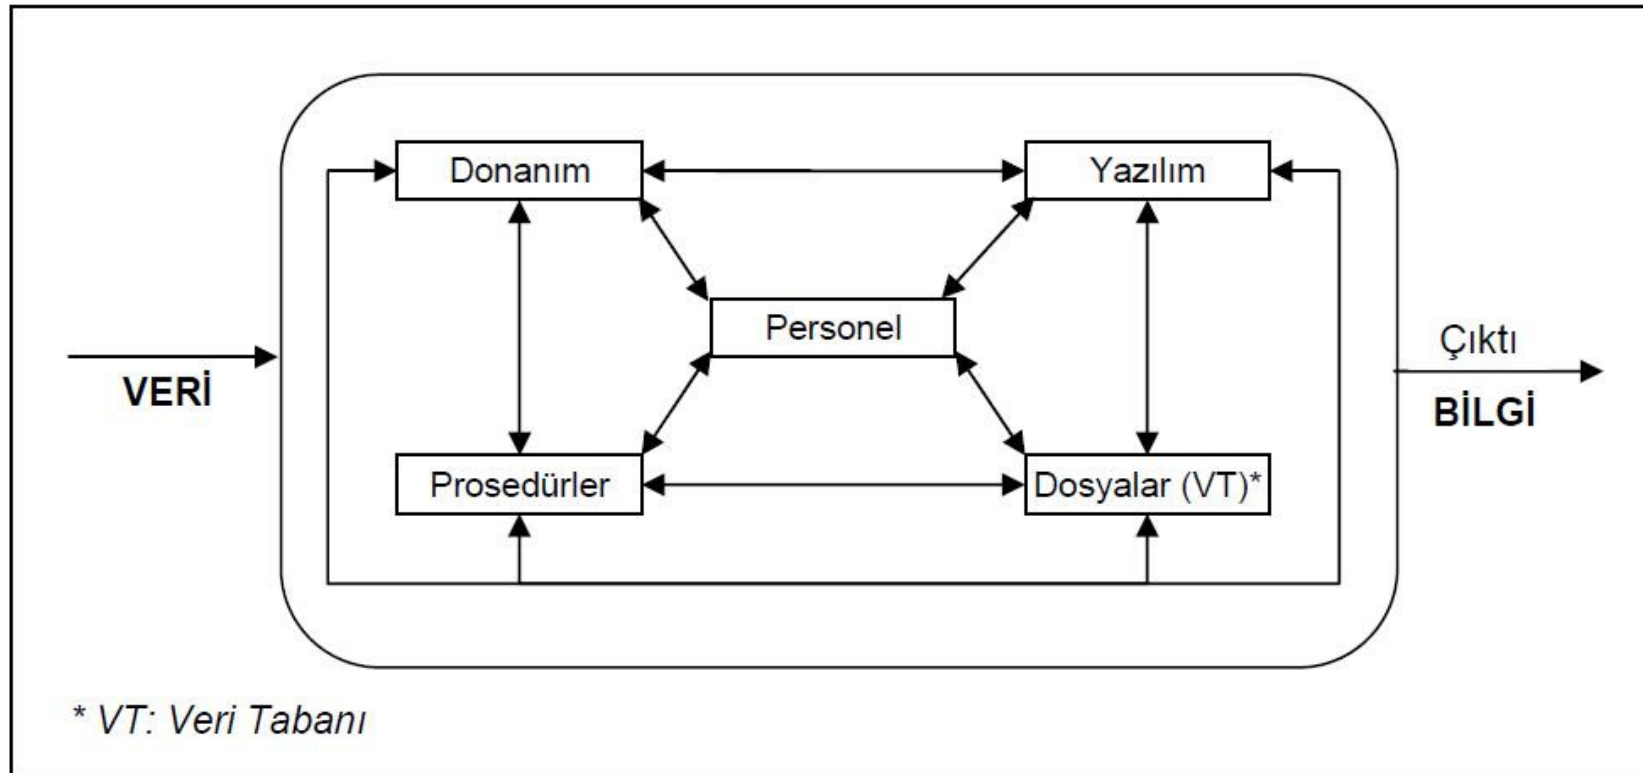 Donanım
Yazılım
Personel
VERİ
Çıktı
BİLGİ
Prosedürler
Dosyalar (VT)*
* VT: Veri Tabanı